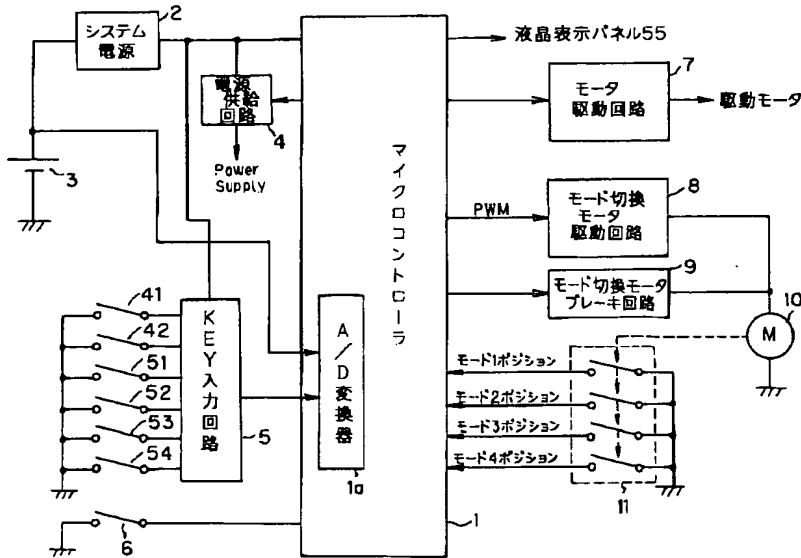 2
システム
電源
液晶表示パネル55
電源
供給
回路
4
Power
Supply
3
モータ
駆動回路
7
駆動モータ
マイクロコントローラ
PWM
モード切換
モータ
駆動回路
8
モード切換モータ
ブレーキ回路
9
10
M
41
42
51
52
53
54
KEY入力回路
5
A/D変換器
1a
モード1ポジション
モード2ポジション
モード3ポジション
モード4ポジション
11
6
1